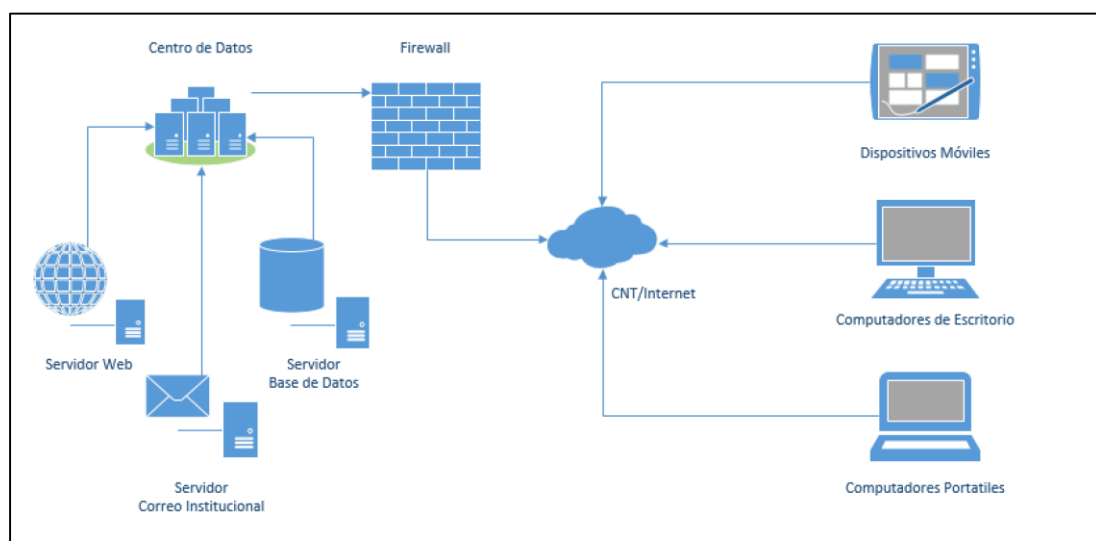 Centro de Datos
Firewall
Dispositivos Móviles
CNT/Internet
Computadores de Escritorio
Servidor Web
Servidor
Base de Datos
Servidor
Correo Institucional
Computadores Portatiles